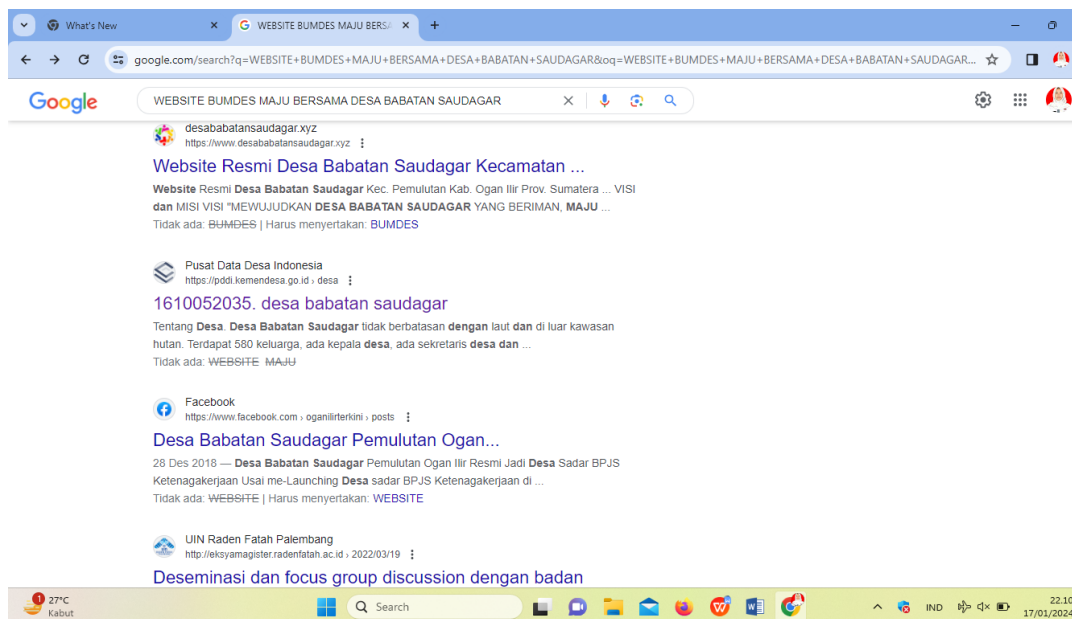 What's New
WEBSITE BUMDES MAJU BERSA
google.com/search?q=WEBSITE+BUMDES+MAJU+BERSAMA+DESA+BABATAN+SAUDAGAR&oq=WEBSITE+BUMDES+MAJU+BERSAMA+DESA+BABATAN+SAUDAGAR...
Google
WEBSITE BUMDES MAJU BERSAMA DESA BABATAN SAUDAGAR
desababatansaudagar.xyz
https://www.desababatansaudagar.xyz
Website Resmi Desa Babatan Saudagar Kecamatan ...
Website Resmi Desa Babatan Saudagar Kec. Pemulutan Kab. Ogan Ilir Prov. Sumatera ... VISI
dan MISI VISI "MEWUJUDKAN DESA BABATAN SAUDAGAR YANG BERIMAN, MAJU ...
Tidak ada: BUMDES | Harus menyertakan: BUMDES
Pusat Data Desa Indonesia
https://pddi.kemendesa.go.id › desa
1610052035. desa babatan saudagar
Tentang Desa. Desa Babatan Saudagar tidak berbatasan dengan laut dan di luar kawasan
hutan. Terdapat 580 keluarga, ada kepala desa, ada sekretaris desa dan ...
Tidak ada: WEBSITE MAJU
Facebook
https://www.facebook.com › oganilirterkini › posts
Desa Babatan Saudagar Pemulutan Ogan...
28 Des 2018 — Desa Babatan Saudagar Pemulutan Ogan Ilir Resmi Jadi Desa Sadar BPJS
Ketenagakerjaan Usai me-Launching Desa sadar BPJS Ketenagakerjaan di ...
Tidak ada: WEBSITE | Harus menyertakan: WEBSITE
UIN Raden Fatah Palembang
http://eksyamagister.radenfatah.ac.id › 2022/03/19
Deseminasi dan focus group discussion dengan badan
1
27°C
Kabut
Search
IND
22.10
17/01/2024